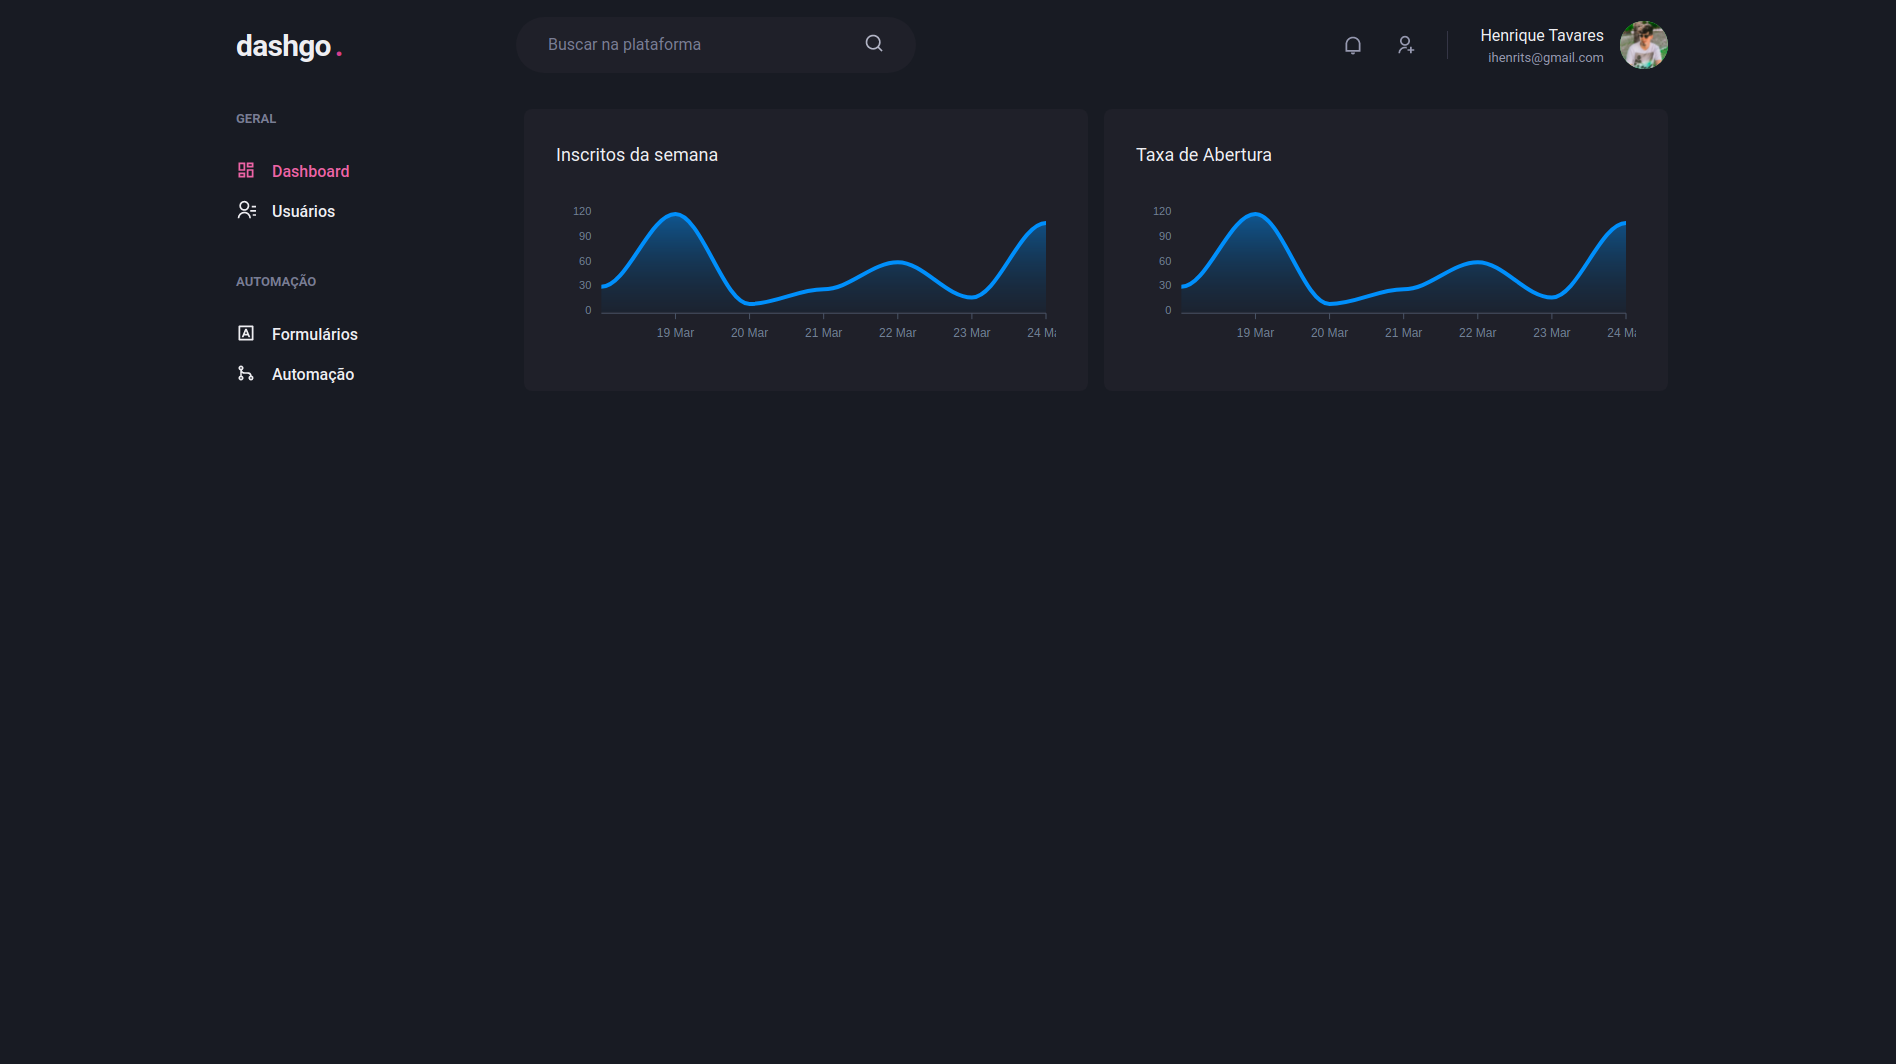 dashgo.
Buscar na plataforma
Henrique Tavares
ihenrits@gmail.com
GERAL
Dashboard
Usuários
AUTOMAÇÃO
Formulários
Automação
Inscritos da semana
120
90
60
30
0
19 Mar 20 Mar 21 Mar 22 Mar 23 Mar 24 Ma
Taxa de Abertura
120
90
60
30
0
19 Mar 20 Mar 21 Mar 22 Mar 23 Mar 24 Ma